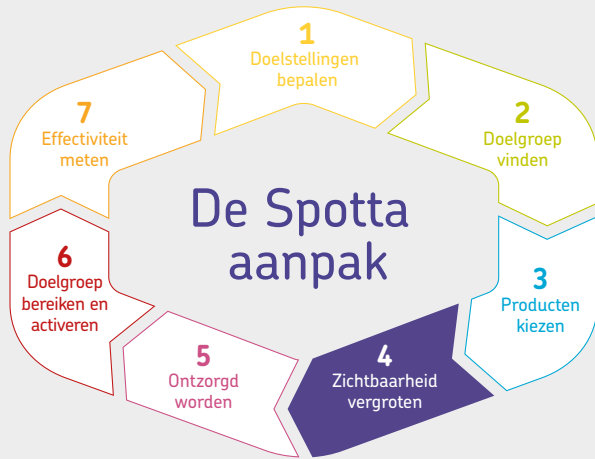 De Spotta
aanpak
1
Doelstellingen
bepalen
2
Doelgroep
vinden
3
Producten
kiezen
4
Zichtbaarheid
vergroten
5
Ontzorgd
worden
6
Doelgroep
bereiken en
activeren
7
Effectiviteit
meten